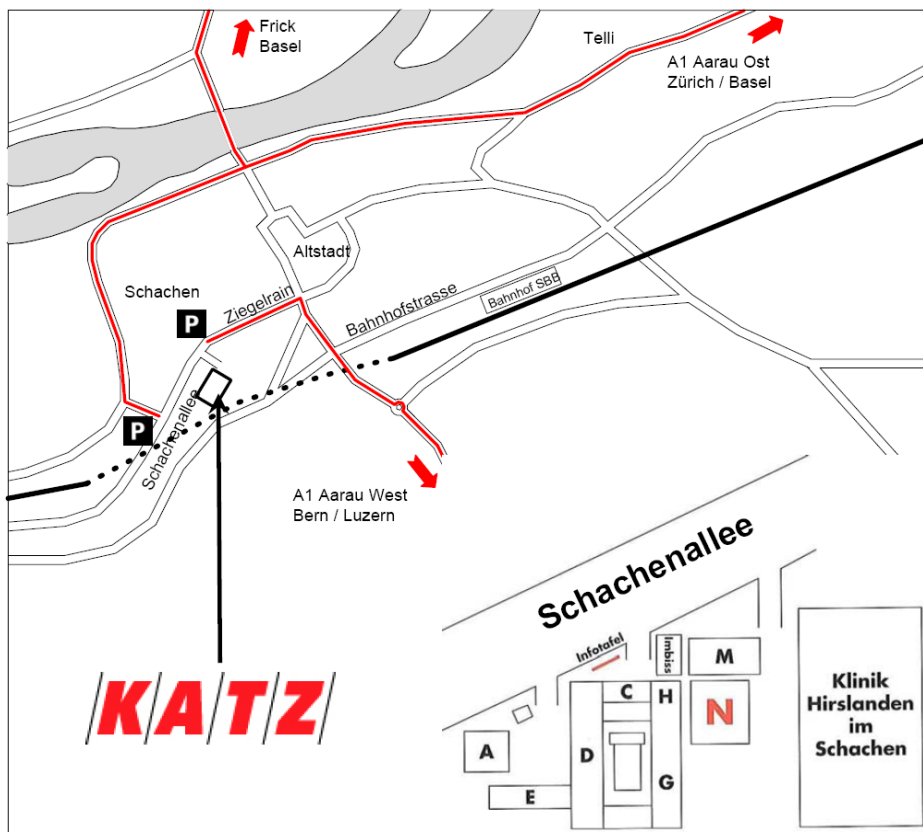 Frick
Basel
Telli
A1 Aarau Ost
Zürich / Basel
Altstadt
Schachen
P
Ziegelrain
Bahnhofstrasse
Bahnhof SBB
P
Schachenallee
A1 Aarau West
Bern / Luzern
KATZ
Schachenallee
Infotafel
Imbiss
M
C
H
N
Klinik
Hirslanden
im
Schachen
A
D
G
E